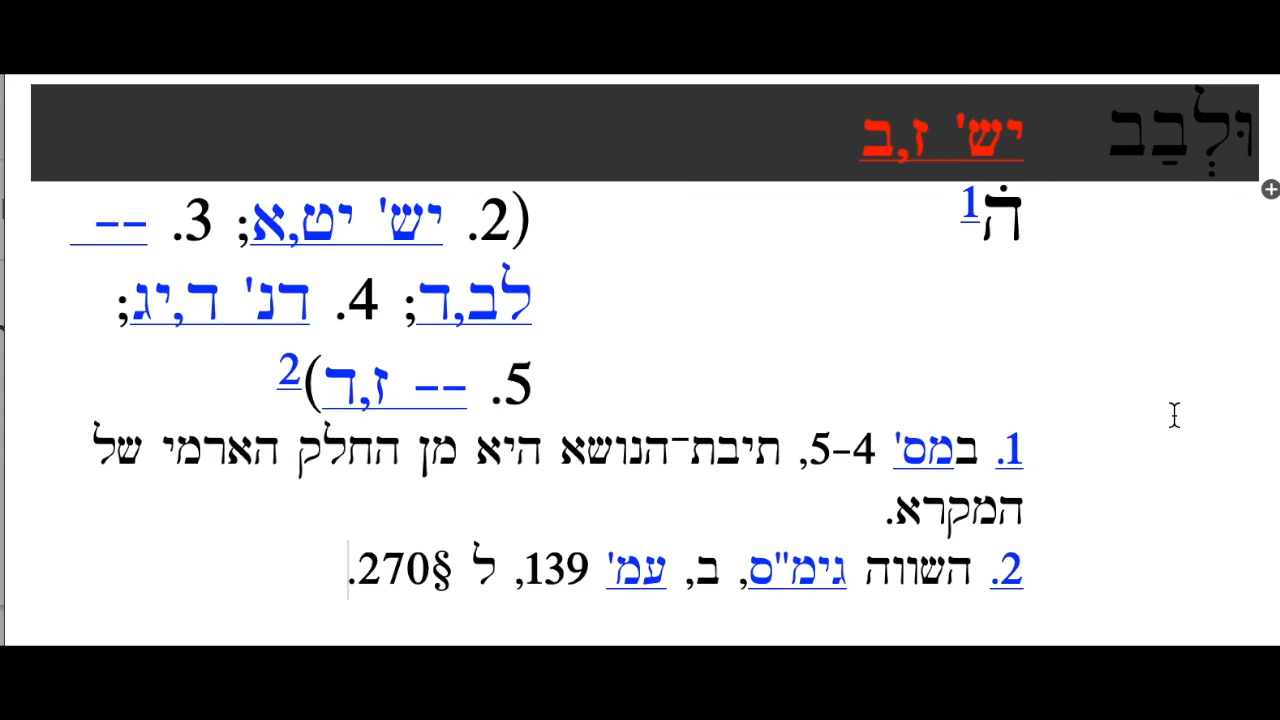 וּלְבַב יש' ז,ב
הׄ1 (2. יש' יט,א; 3. --
לב,ד; 4. דנ' ד,יג;
5. -- ז,ד)2
1. במס' 5-4, תיבת־הנושא היא מן החלק הארמי של
המקרא.
2. השווה גימ"ס, ב, עמ' 139, ל §270.